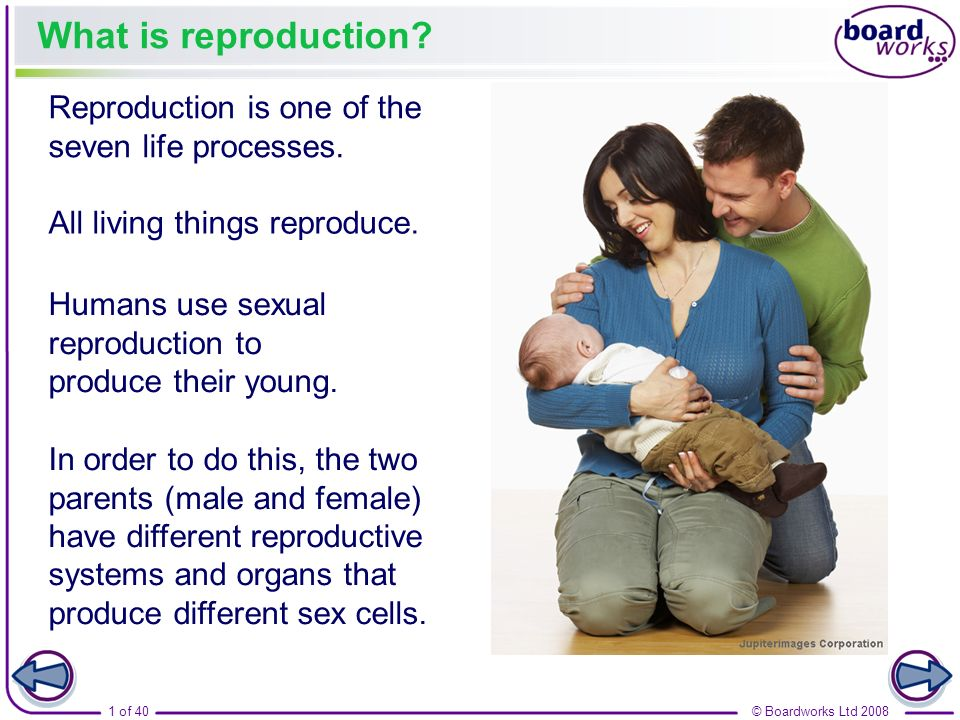 What is reproduction?
board
works
Reproduction is one of the
seven life processes.
All living things reproduce.
Humans use sexual
reproduction to
produce their young.
In order to do this, the two
parents (male and female)
have different reproductive
systems and organs that
produce different sex cells.
Jupiterimages Corporation
1 of 40
© Boardworks Ltd 2008